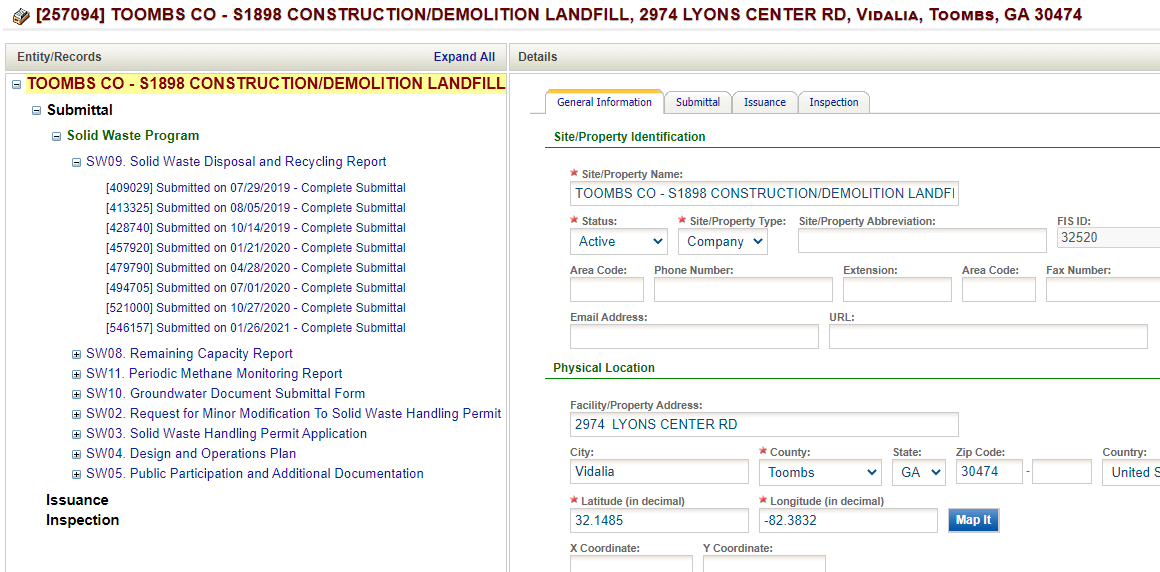 [257094] TOOMBS CO - S1898 CONSTRUCTION/DEMOLITION LANDFILL, 2974 LYONS CENTER RD, VIDALIA, TOOMBS, GA 30474
Entity/Records Expand All
TOOMBS CO - S1898 CONSTRUCTION/DEMOLITION LANDFILL
Submittal
Solid Waste Program
SW09. Solid Waste Disposal and Recycling Report
[409029] Submitted on 07/29/2019 - Complete Submittal
[413325] Submitted on 08/05/2019 - Complete Submittal
[428740] Submitted on 10/14/2019 - Complete Submittal
[457920] Submitted on 01/21/2020 - Complete Submittal
[479790] Submitted on 04/28/2020 - Complete Submittal
[494705] Submitted on 07/01/2020 - Complete Submittal
[521000] Submitted on 10/27/2020 - Complete Submittal
[546157] Submitted on 01/26/2021 - Complete Submittal
SW08. Remaining Capacity Report
SW11. Periodic Methane Monitoring Report
SW10. Groundwater Document Submittal Form
SW02. Request for Minor Modification To Solid Waste Handling Permit
SW03. Solid Waste Handling Permit Application
SW04. Design and Operations Plan
SW05. Public Participation and Additional Documentation
Issuance
Inspection
Details
General Information Submittal Issuance Inspection
Site/Property Identification
Site/Property Name:
TOOMBS CO - S1898 CONSTRUCTION/DEMOLITION LANDFI
Status: Site/Property Type: Site/Property Abbreviation: FIS ID:
Active Company 32520
Area Code: Phone Number: Extension: Area Code: Fax Number:
Email Address: URL:
Physical Location
Facility/Property Address:
2974 LYONS CENTER RD
City: County: State: Zip Code: Country:
Vidalia Toombs GA 30474 - United S
Latitude (in decimal) Longitude (in decimal)
32.1485 -82.3832 Map It
X Coordinate: Y Coordinate: